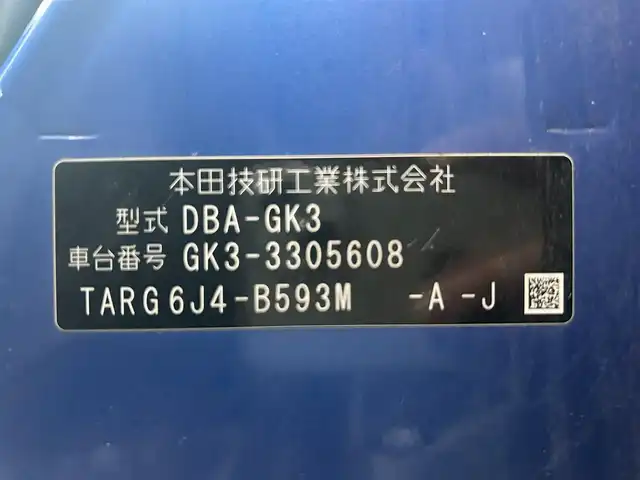 本田技研工業株式会社
型式 DBA-GK3
車台番号 GK3-3305608
TARG6J4-B593M -A -J